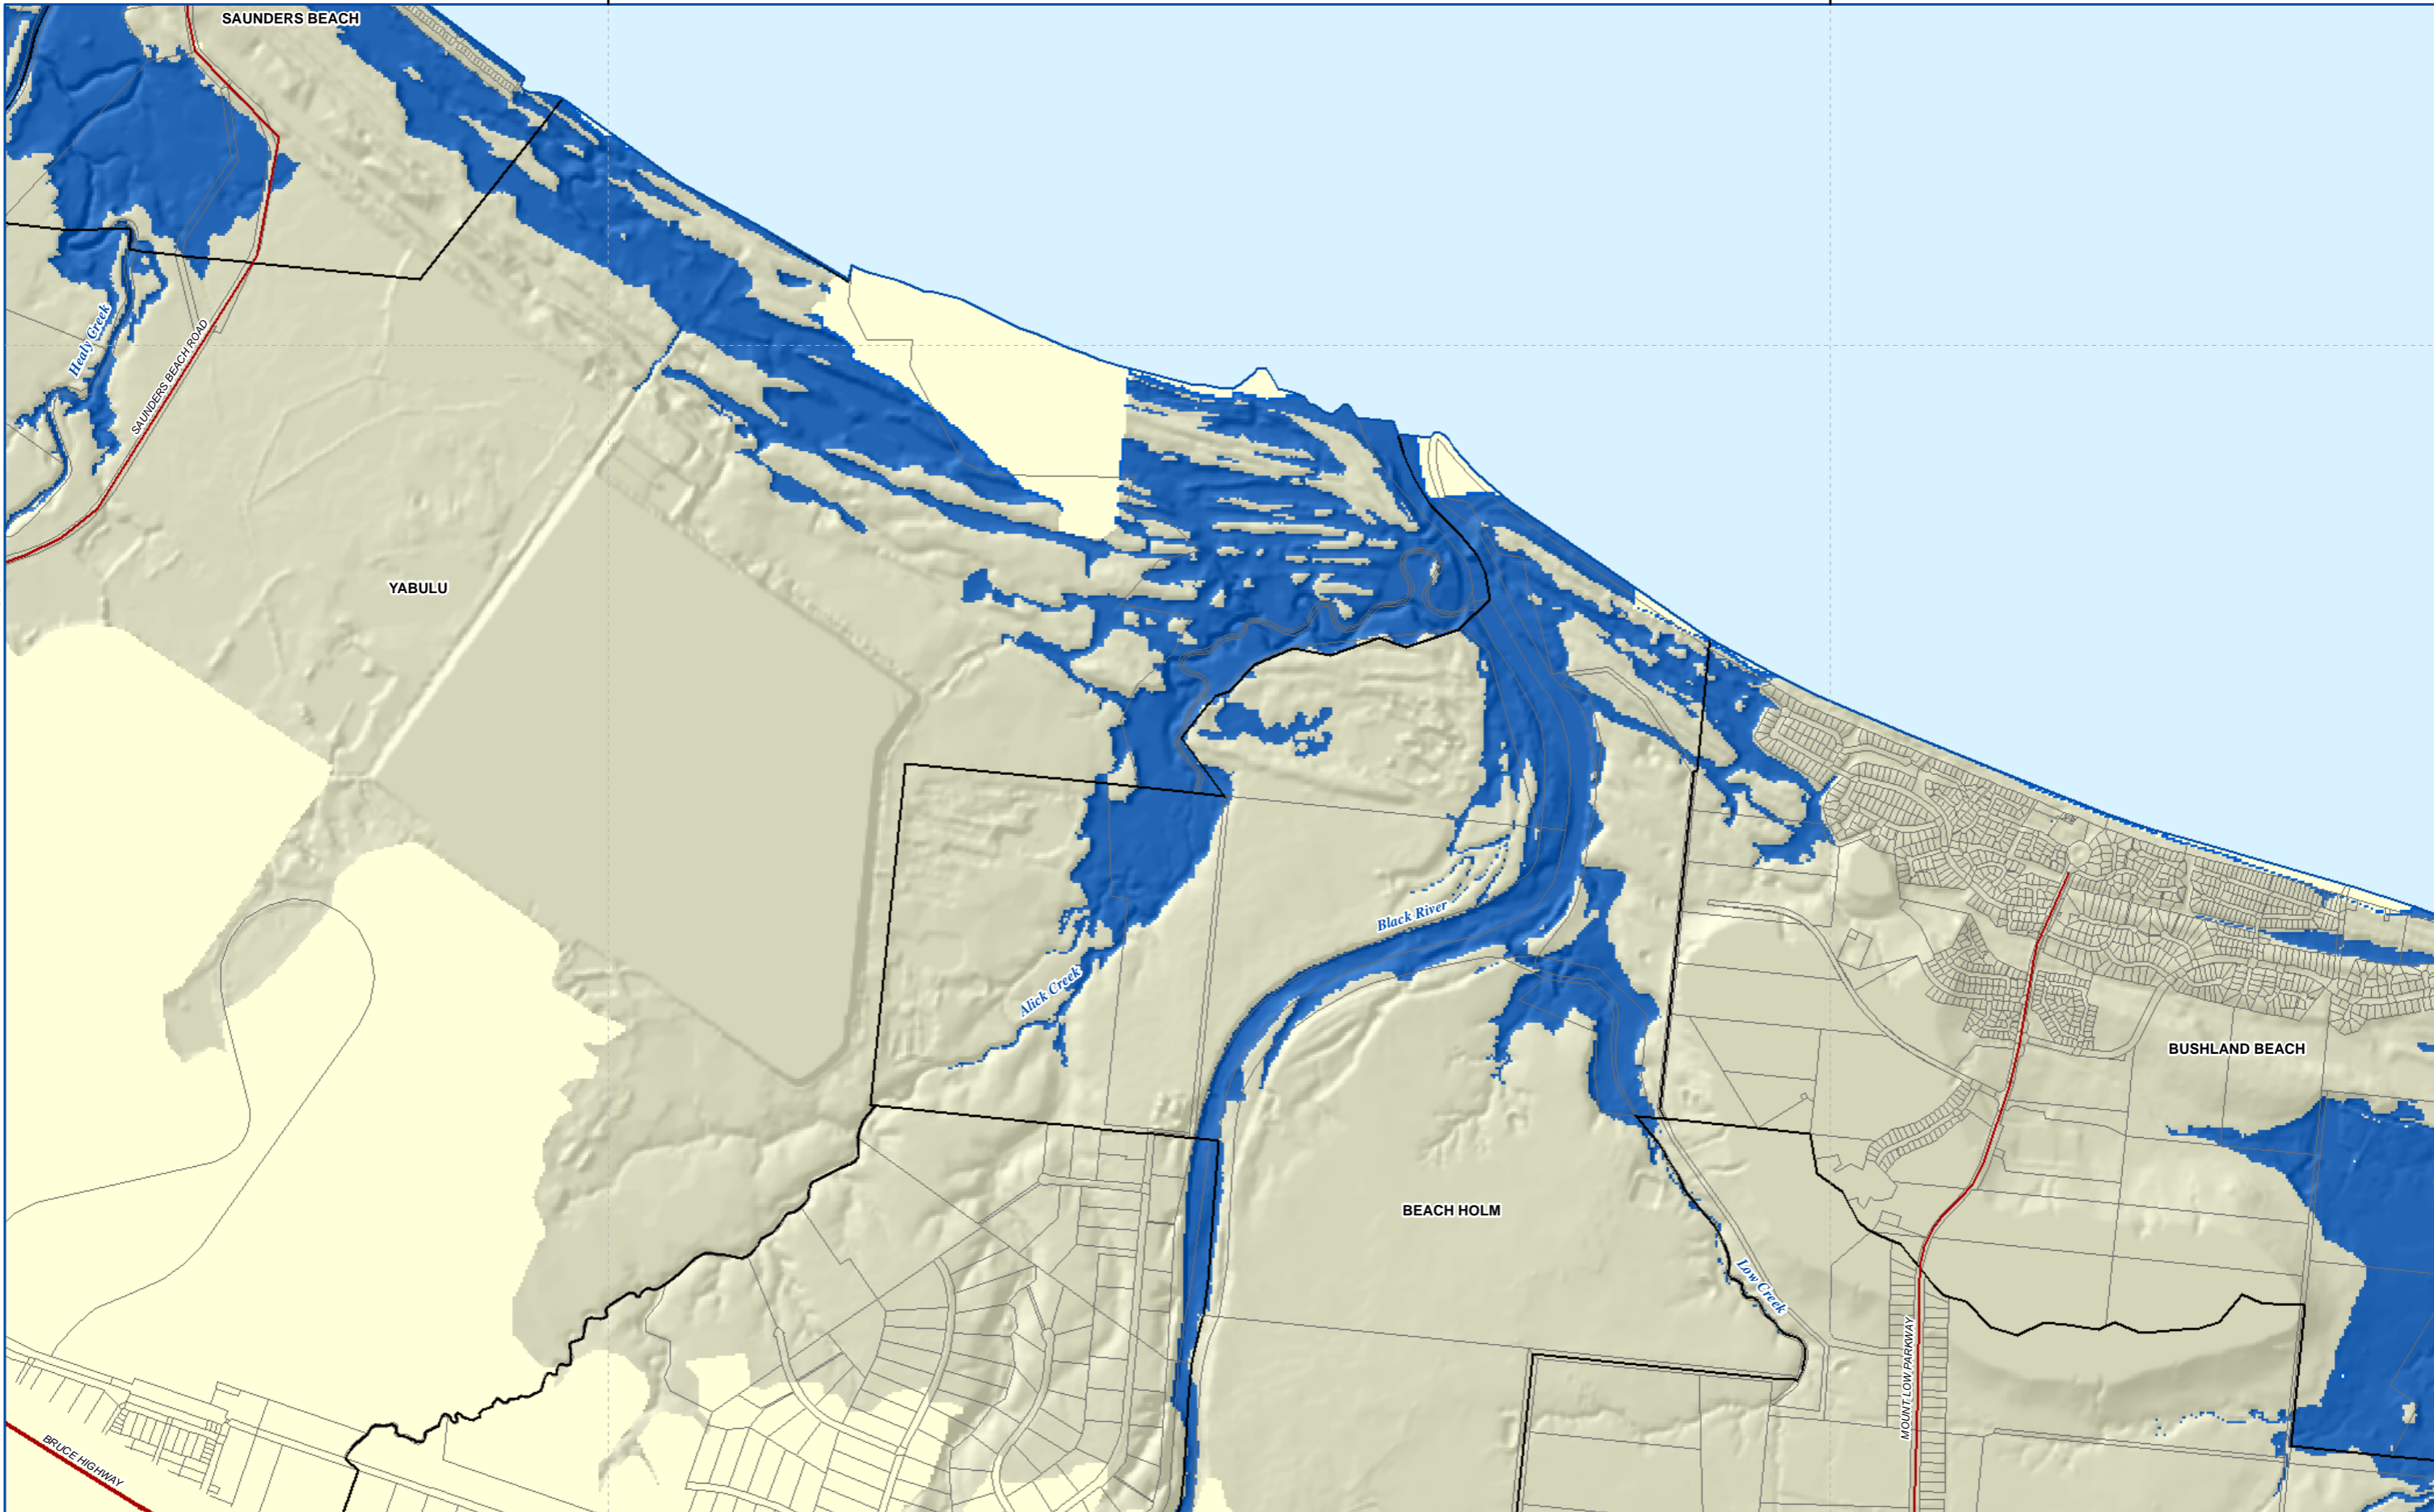 SAUNDERS BEACH
Healy Creek
SAUNDERS BEACH ROAD
YABULU
Black River
Alick Creek
BUSHLAND BEACH
BEACH HOLM
Low Creek
MOUNT LOW PARKWAY
BRUCE HIGHWAY